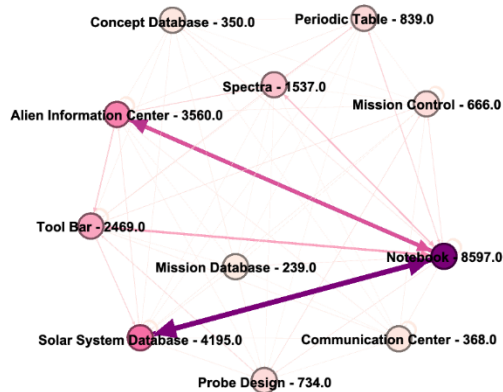 Concept Database - 350.0
Periodic Table - 839.0
Spectra - 1537.0
Mission Control - 666.0
Alien Information Center - 3560.0
Tool Bar - 2469.0
Notebook - 8597.0
Mission Database - 239.0
Solar System Database - 4195.0
Communication Center - 368.0
Probe Design - 734.0